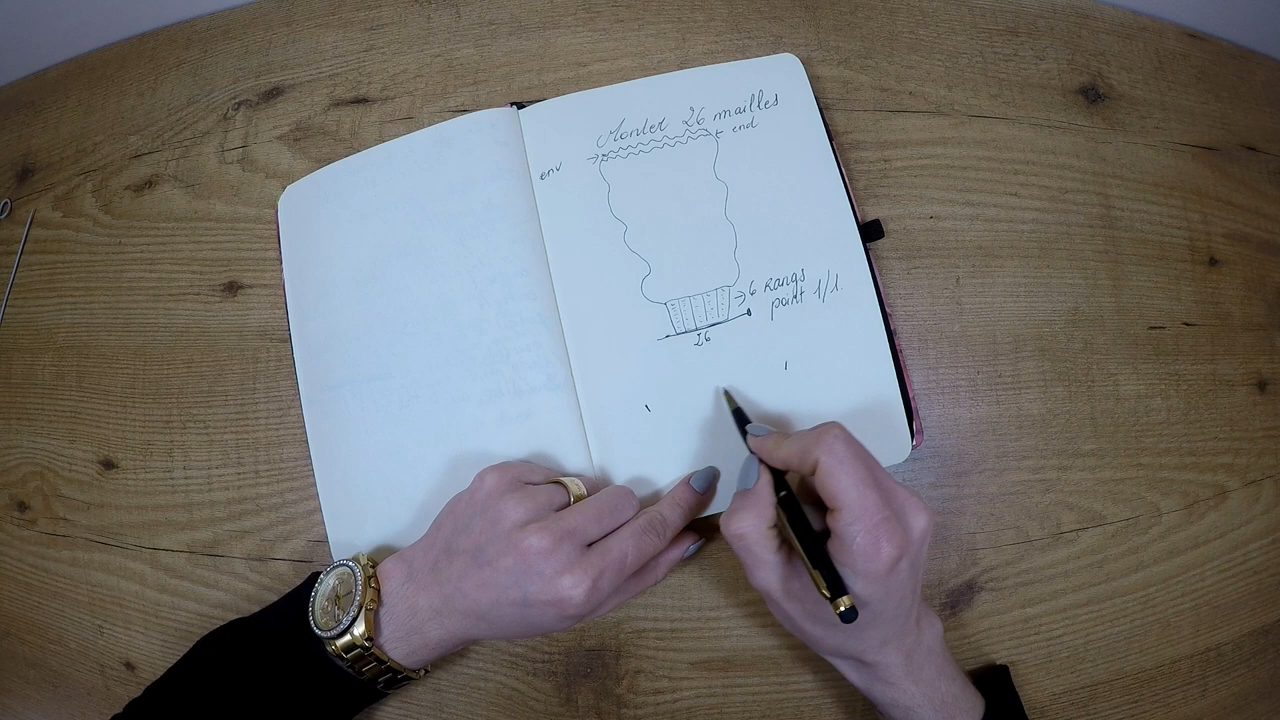 Monter 26 mailles
end
env
6 Rangs
point 1/1.
26